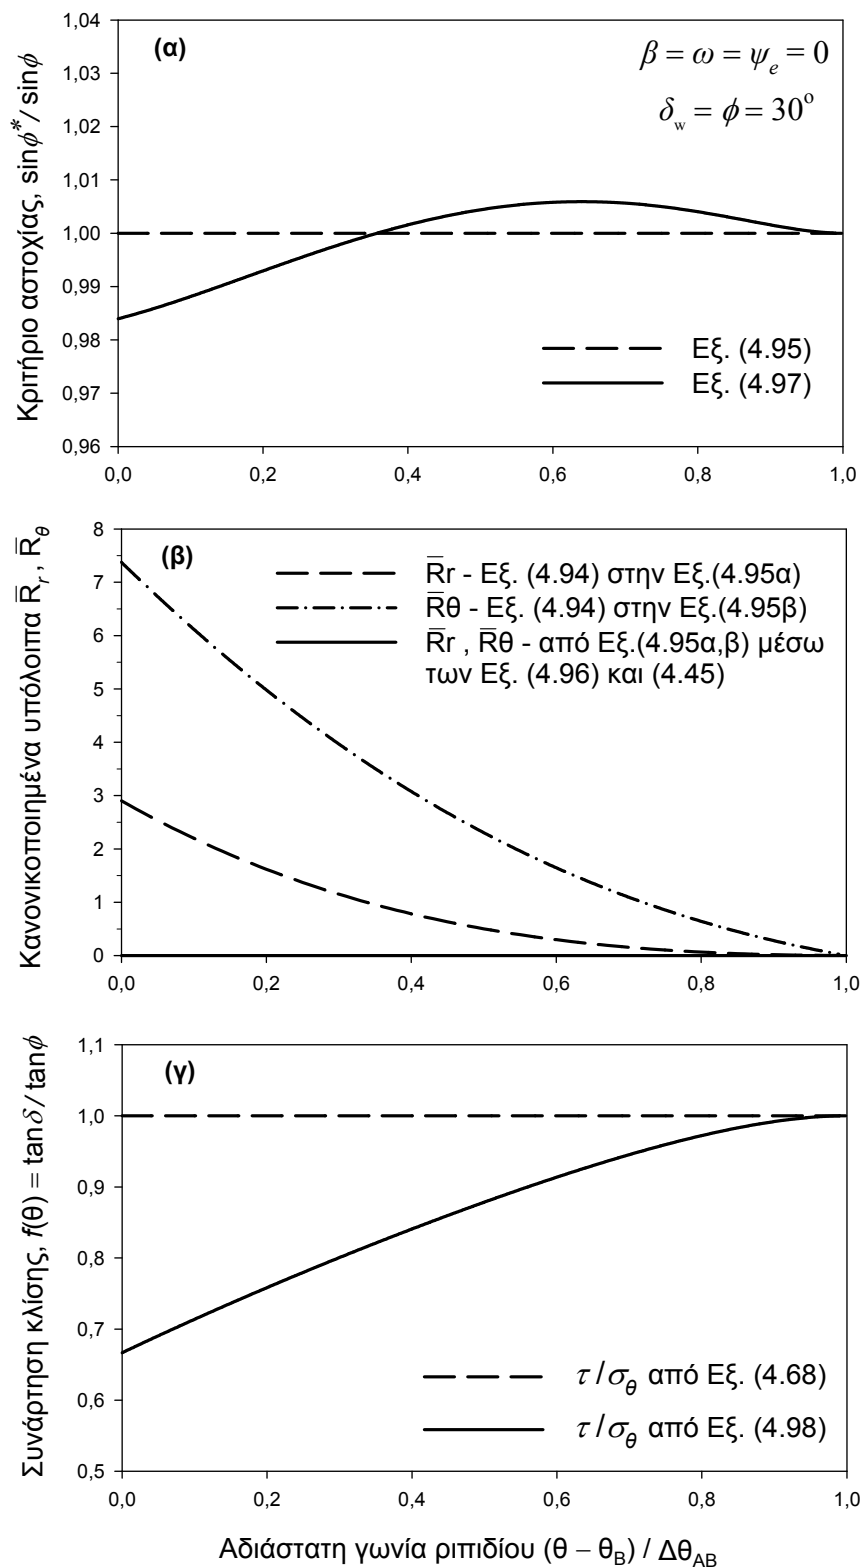 (α)
β = ω = ψₑ = 0
δ_w = ϕ = 30°
Κριτήριο αστοχίας, sinϕ*/ sinϕ
1,04
1,03
1,02
1,01
1,00
0,99
0,98
0,97
0,96
Εξ. (4.95)
Εξ. (4.97)
0,0 0,2 0,4 0,6 0,8 1,0
(β)
Κανονικοποιημένα υπόλοιπα R̅_r , R̅_θ
8
7
6
5
4
3
2
1
0
R̅r - Εξ. (4.94) στην Εξ.(4.95α)
R̅θ - Εξ. (4.94) στην Εξ.(4.95β)
R̅r , R̅θ - από Εξ.(4.95α,β) μέσω
των Εξ. (4.96) και (4.45)
0,0 0,2 0,4 0,6 0,8 1,0
(γ)
Συνάρτηση κλίσης, f(θ) = tanδ / tanϕ
1,1
1,0
0,9
0,8
0,7
0,6
0,5
τ /σ_θ από Εξ. (4.68)
τ /σ_θ από Εξ. (4.98)
0,0 0,2 0,4 0,6 0,8 1,0
Αδιάστατη γωνία ριπιδίου (θ – θ_Β) / Δθ_ΑΒ